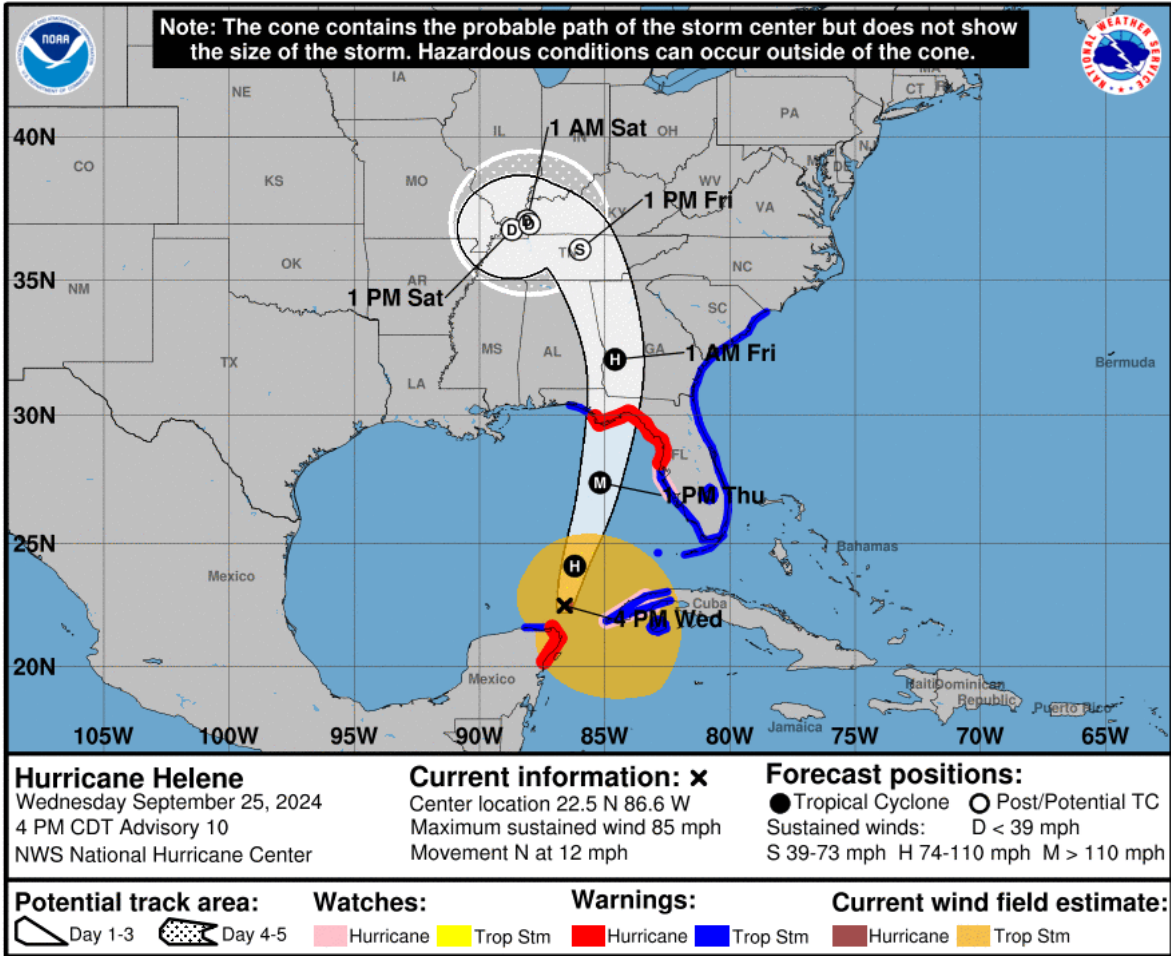 Note: The cone contains the probable path of the storm center but does not show
the size of the storm. Hazardous conditions can occur outside of the cone.
NOAA
NATIONAL WEATHER SERVICE
IA
NE
MA
CT
PA
40N
IL
1 AM Sat
OH
NJ
CO
KS
MO
WV
DE
1 PM Fri
KY
VA
D
D
S
TN
35N
OK
AR
NC
NM
1 PM Sat
SC
MS
AL
H
GA
1 AM Fri
TX
Bermuda
LA
30N
FL
M
1 PM Thu
25N
Bahamas
H
Mexico
Cuba
4 PM Wed
20N
Mexico
Haiti
Dominican
Republic
Puerto Rico
Jamaica
105W 100W 95W 90W 85W 80W 75W 70W 65W
Hurricane Helene
Wednesday September 25, 2024
4 PM CDT Advisory 10
NWS National Hurricane Center
Current information: ×
Center location 22.5 N 86.6 W
Maximum sustained wind 85 mph
Movement N at 12 mph
Forecast positions:
Tropical Cyclone Post/Potential TC
Sustained winds: D < 39 mph
S 39-73 mph H 74-110 mph M > 110 mph
Potential track area:
Day 1-3 Day 4-5
Watches:
Hurricane Trop Stm
Warnings:
Hurricane Trop Stm
Current wind field estimate:
Hurricane Trop Stm